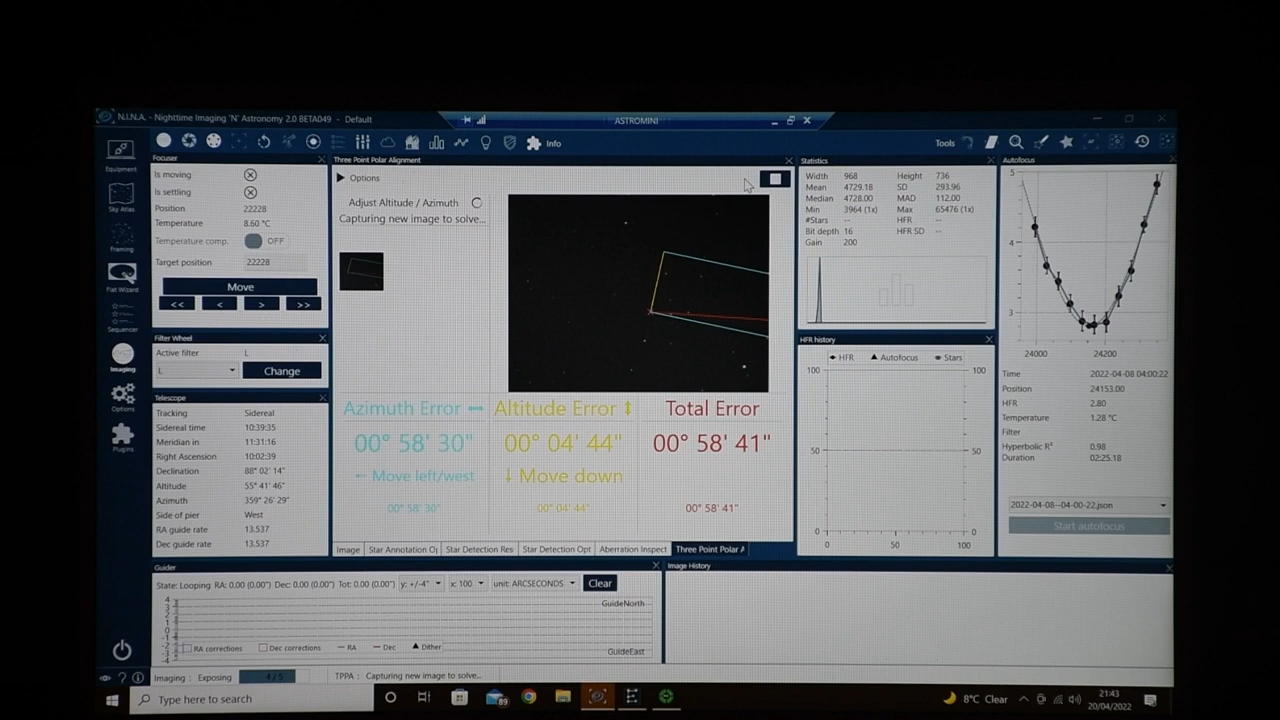 N.I.N.A. - Nighttime Imaging 'N' Astronomy 2.0 BETA049 - Default
ASTROMINI
Info
Tools
Equipment
Sky Atlas
Framing
Flat Wizard
Sequencer
Imaging
Options
Plugins
Focuser
Is moving
Is settling
Position 22228
Temperature 8.60 °C
Temperature comp. OFF
Target position 22228
Move
<< < > >>
Filter Wheel
Active filter L
L Change
Telescope
Tracking Sidereal
Sidereal time 10:39:35
Meridian in 11:31:16
Right Ascension 10:02:39
Declination 88° 02' 14"
Altitude 55° 41' 46"
Azimuth 359° 26' 29"
Side of pier West
RA guide rate 13.537
Dec guide rate 13.537
Three Point Polar Alignment
Options
Adjust Altitude / Azimuth
Capturing new image to solve...
Azimuth Error Altitude Error Total Error
00° 58' 30" 00° 04' 44" 00° 58' 41"
← Move left/west ↓ Move down
00° 58' 30" 00° 04' 44" 00° 58' 41"
Image Star Annotation O Star Detection Res Star Detection Opt Aberration Inspect Three Point Polar A
Statistics
Width 968 Height 736
Mean 4729.18 SD 293.96
Median 4728.00 MAD 112.00
Min 3964 (1x) Max 65476 (1x)
#Stars -- HFR --
Bit depth 16 HFR SD --
Gain 200
HFR history
HFR Autofocus Stars
100 100
50 50
0 0
0 50 100
Autofocus
5
4
3
24000 24200
Time 2022-04-08 04:00:22
Position 24153.00
HFR 2.80
Temperature 1.28 °C
Filter
Hyperbolic R² 0.98
Duration 02:25.18
2022-04-08--04-00-22.json
Start autofocus
Guider
State: Looping RA: 0.00 (0.00") Dec: 0.00 (0.00") Tot: 0.00 (0.00") y: +/-4" x: 100 unit: ARCSECONDS Clear
4
3
2
1
0
-1
-2
-3
-4
GuideNorth
RA corrections Dec corrections RA Dec Dither
GuideEast
Image History
Imaging : Exposing 4 / 5 TPPA : Capturing new image to solve...
Type here to search
89
8°C Clear
21:43
20/04/2022